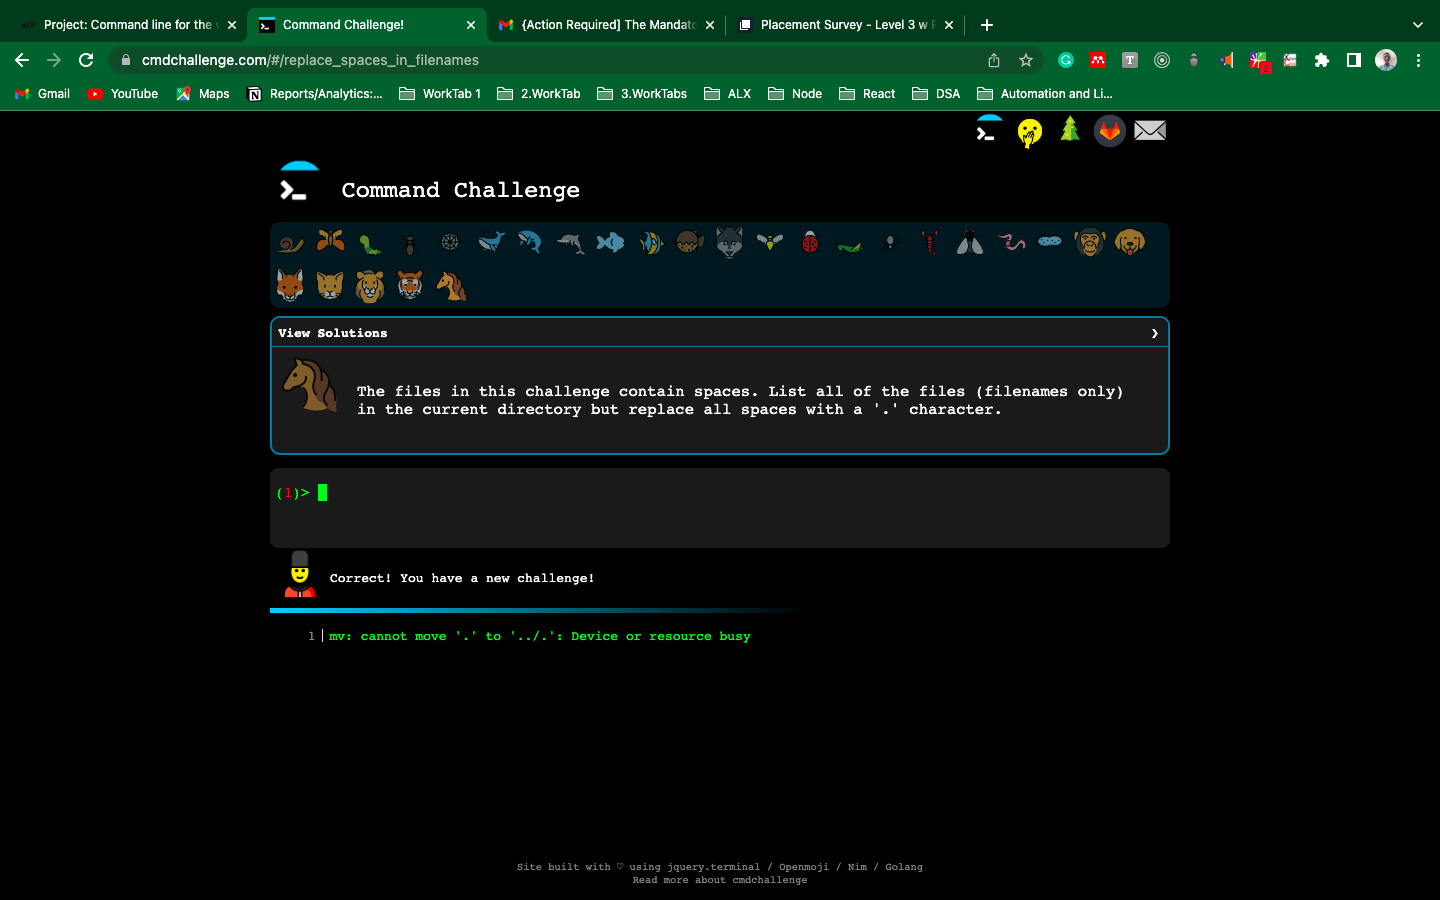 Project: Command line for the
Command Challenge!
{Action Required] The Mandato
Placement Survey - Level 3 w
cmdchallenge.com/#/replace_spaces_in_filenames
Gmail
YouTube
Maps
Reports/Analytics:...
WorkTab 1
2.WorkTab
3.WorkTabs
ALX
Node
React
DSA
Automation and Li...
Command Challenge
View Solutions
The files in this challenge contain spaces. List all of the files (filenames only)
in the current directory but replace all spaces with a '.' character.
(1)>
Correct! You have a new challenge!
1 mv: cannot move '.' to '../.': Device or resource busy
Site built with ♡ using jquery.terminal / Openmoji / Nim / Golang
Read more about cmdchallenge